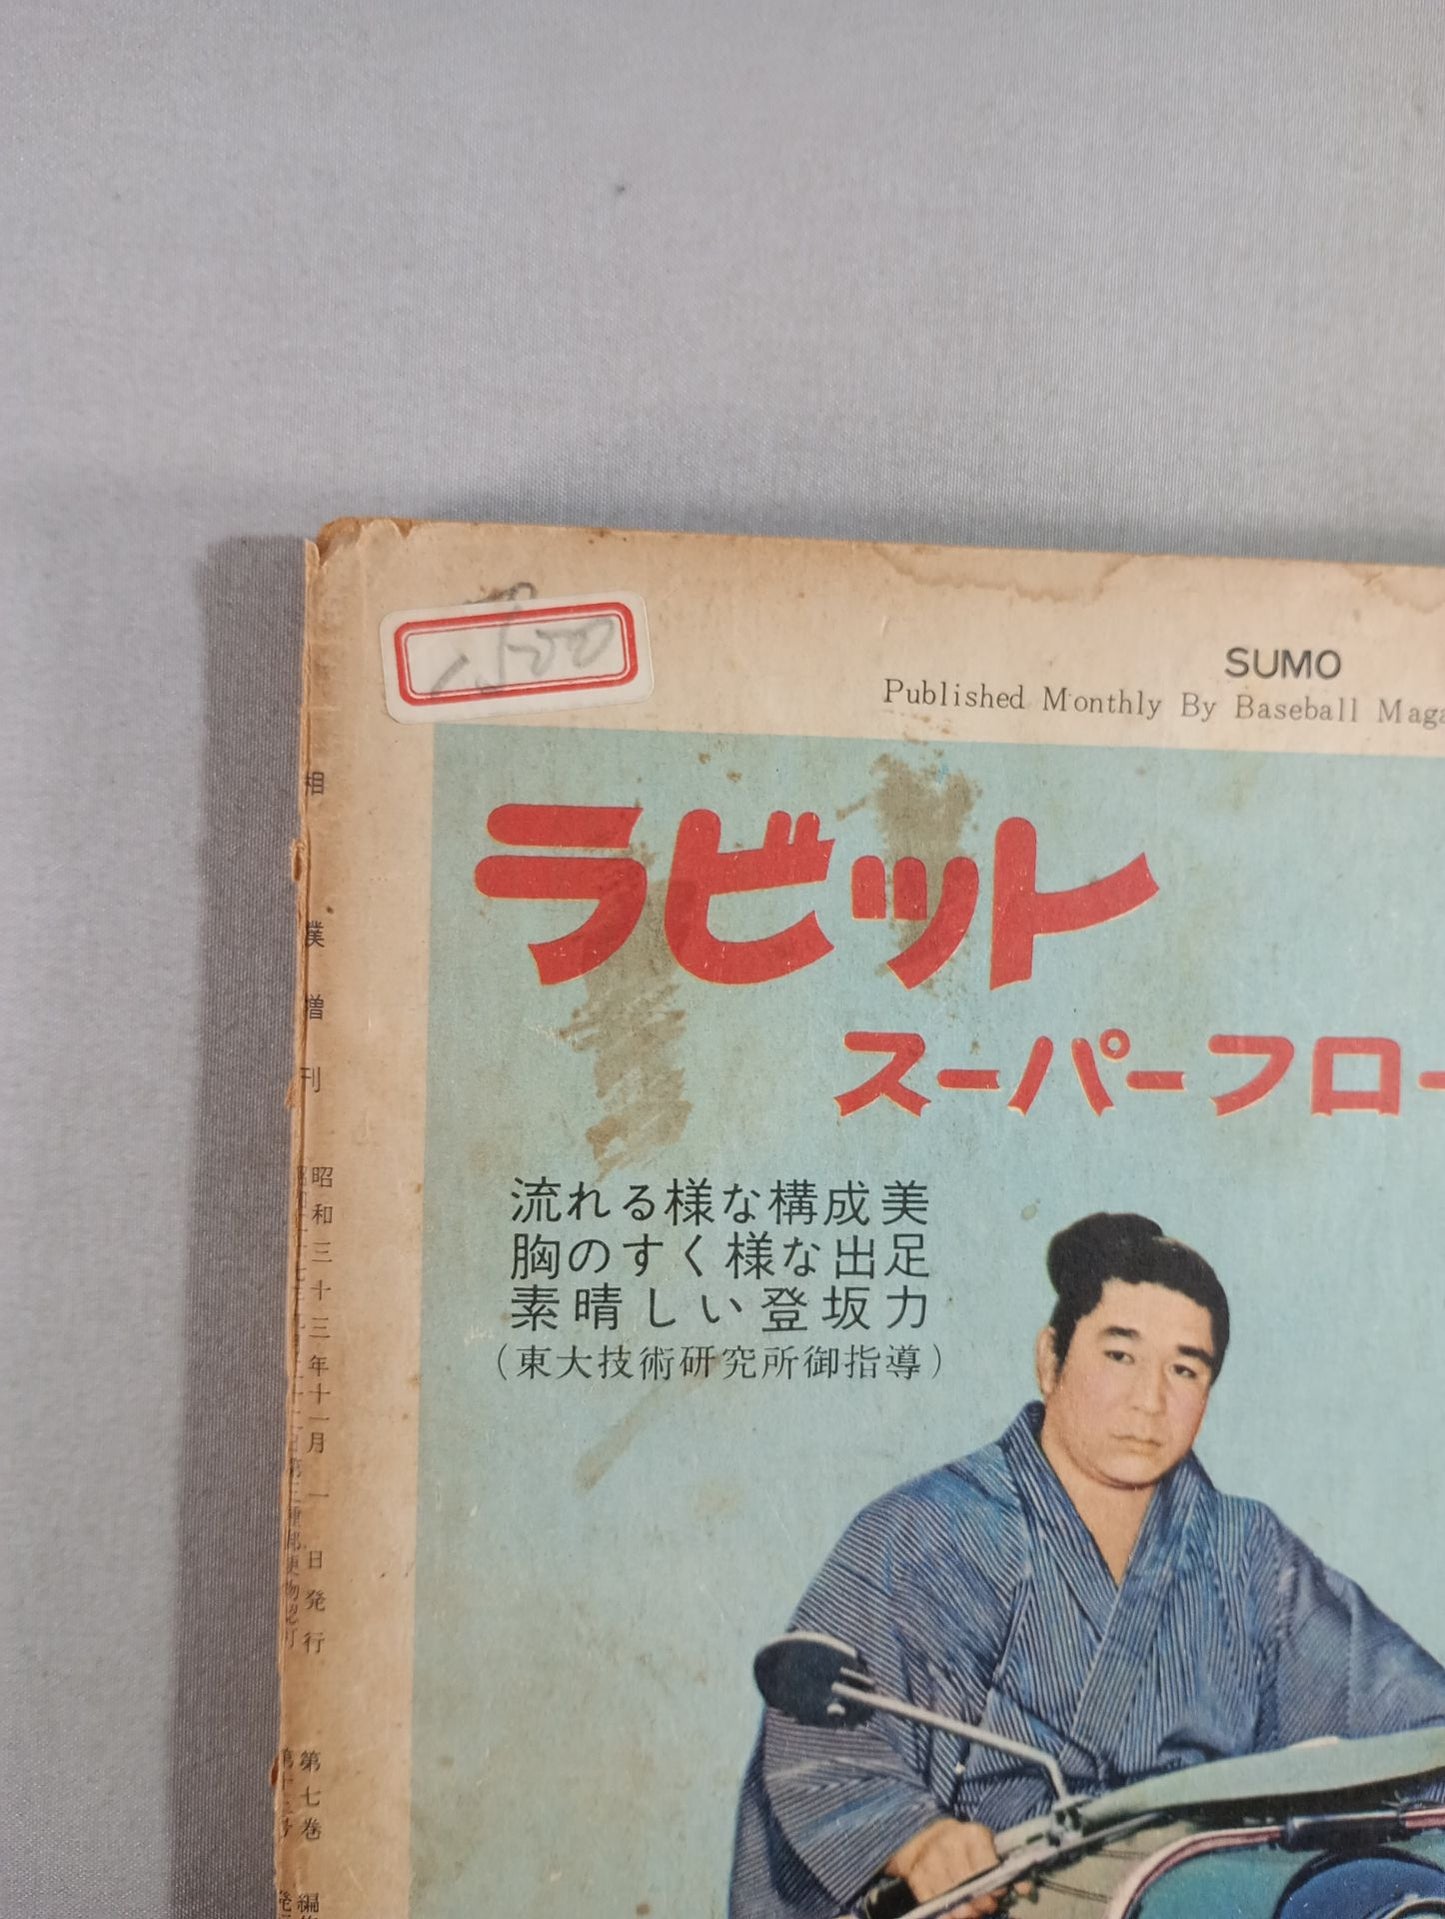 SUMO
Published Monthly By Baseball
ラビット
スーパーフロー
流れる様な構成美
胸のすく様な出足
素晴しい登坂力
(東大技術研究所御指導)
相撲増刊
昭和三十三年十一月一日発行
第七巻